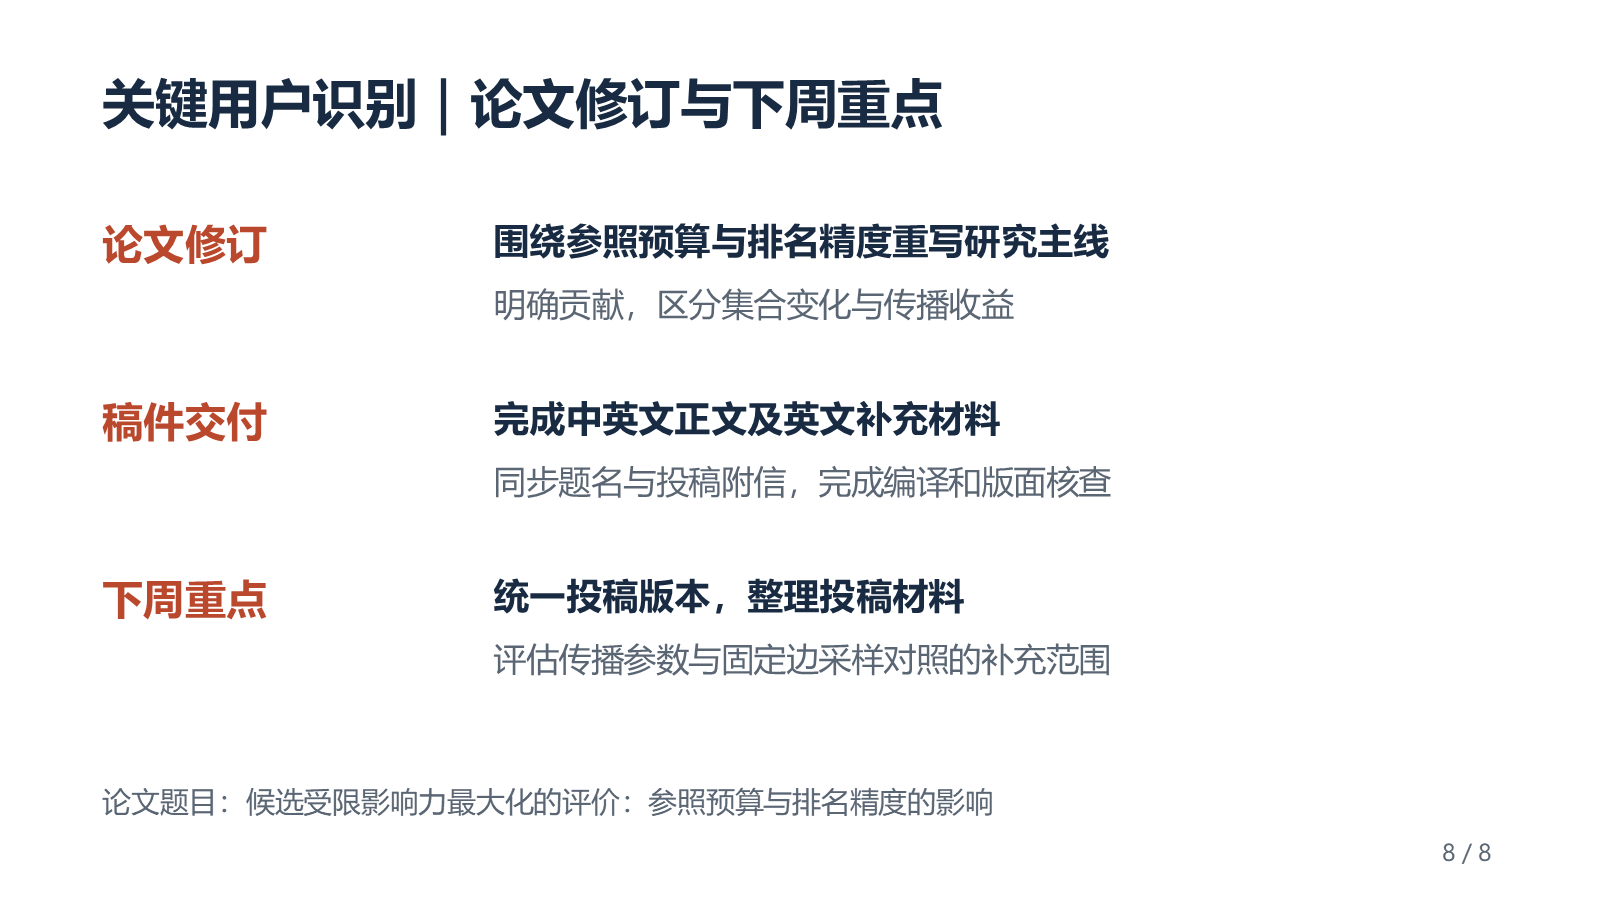 关键用户识别｜论文修订与下周重点
论文修订
围绕参照预算与排名精度重写研究主线
明确贡献，区分集合变化与传播收益
稿件交付
完成中英文正文及英文补充材料
同步题名与投稿附信，完成编译和版面核查
下周重点
统一投稿版本，整理投稿材料
评估传播参数与固定边采样对照的补充范围
论文题目：候选受限影响力最大化的评价：参照预算与排名精度的影响
8 / 8